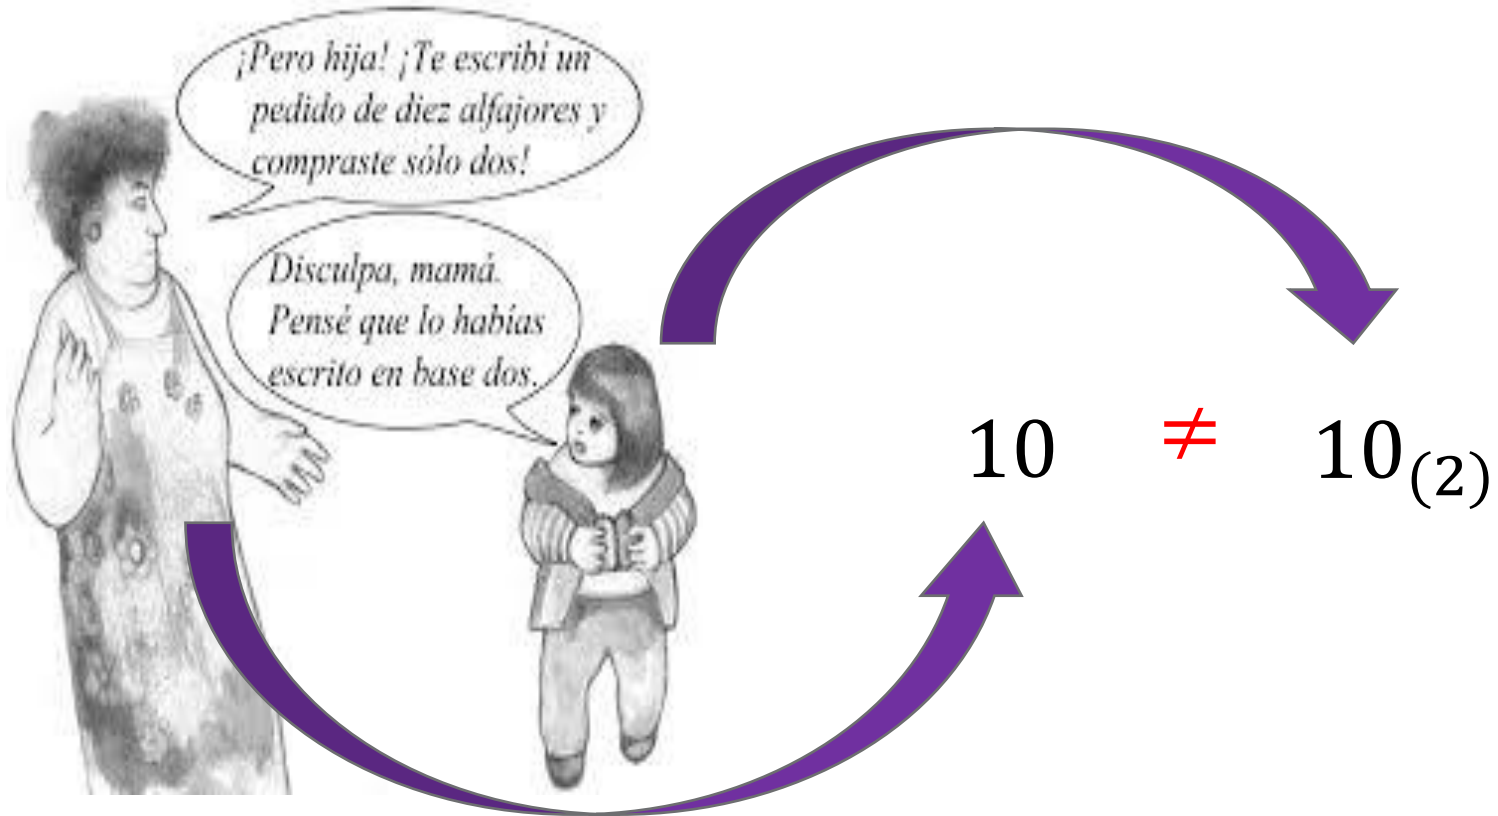 ¡Pero hija! ¡Te escribí un
pedido de diez alfajores y
compraste sólo dos!
Disculpa, mamá.
Pensé que lo habías
escrito en base dos.
10 ≠ 10(2)